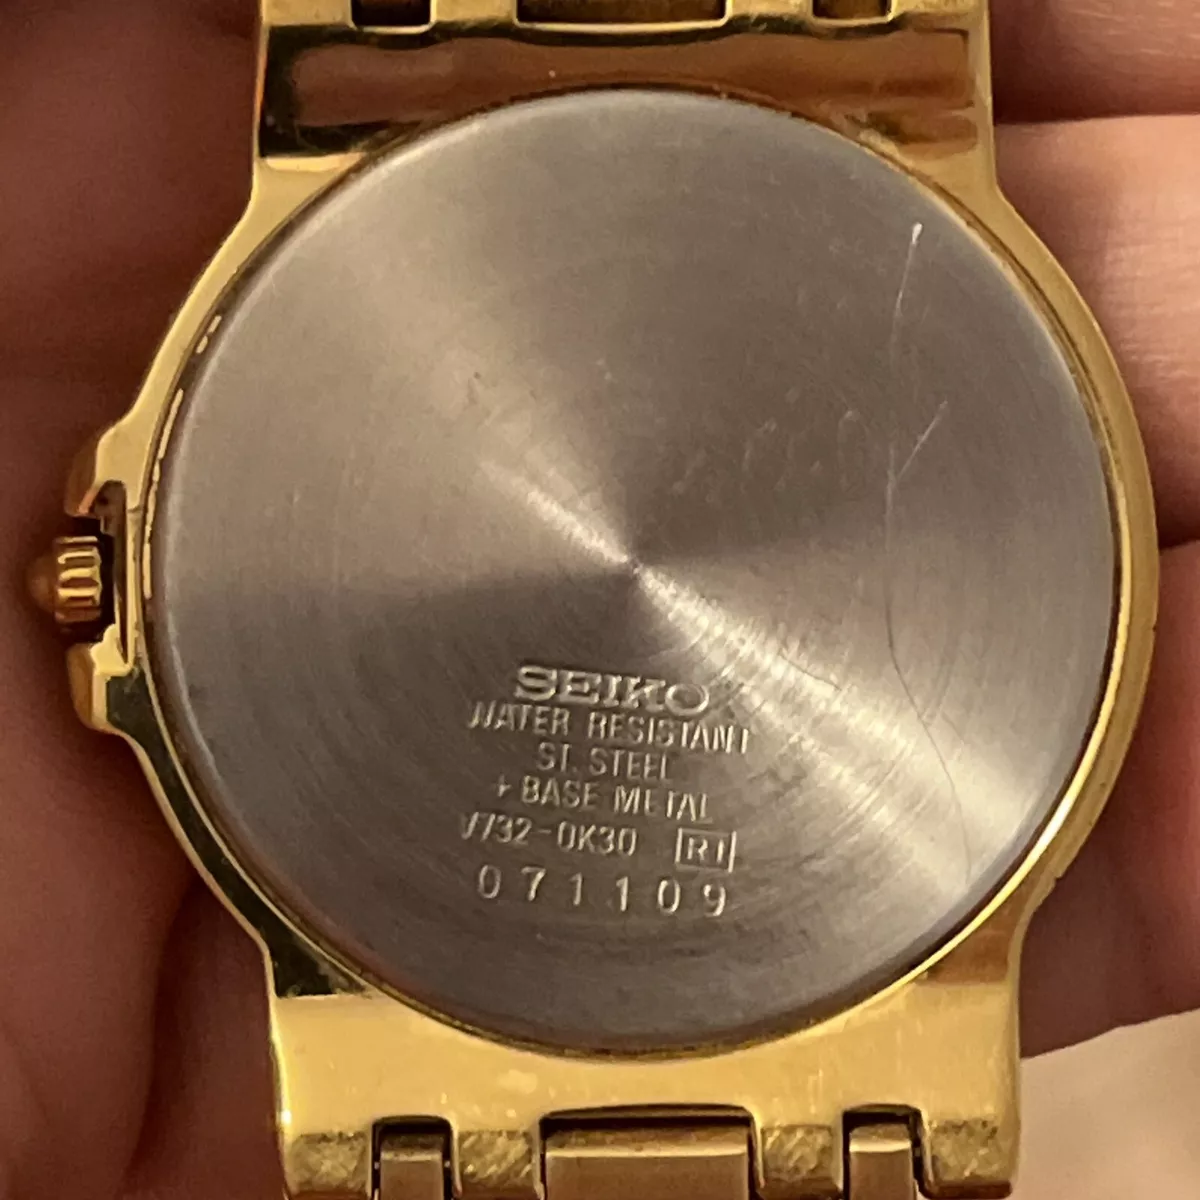 SEIKO
WATER RESISTANT
ST. STEEL
+ BASE METAL
V732-0K30 R1
071109